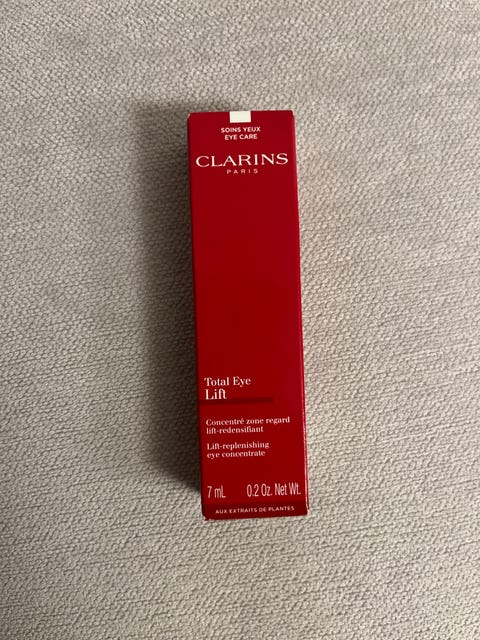 SOINS YEUX
EYE CARE
CLARINS
PARIS
Total Eye
Lift
Concentré zone regard
lift-redensifiant
Lift-replenishing
eye concentrate
7 mL 0.2 Oz. Net Wt.
AUX EXTRAITS DE PLANTES